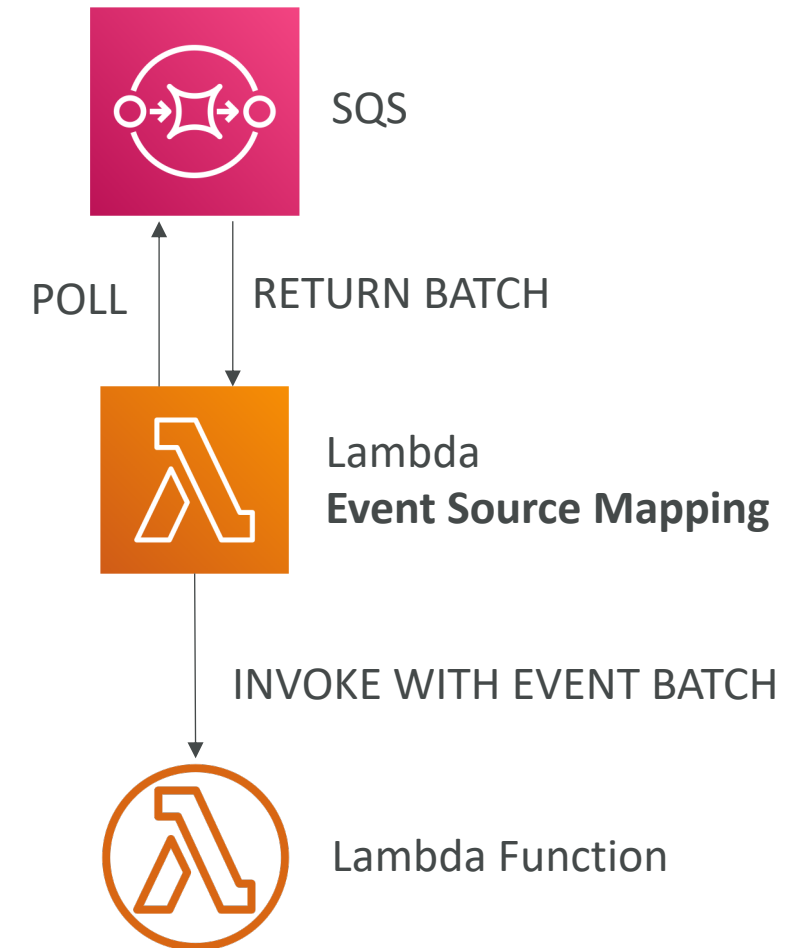 SQS
POLL
RETURN BATCH
Lambda
Event Source Mapping
INVOKE WITH EVENT BATCH
Lambda Function